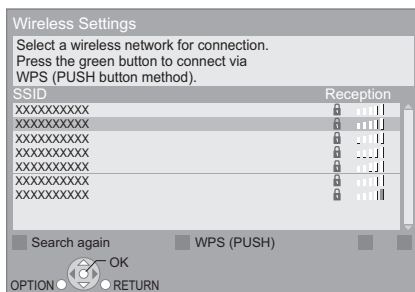 Wireless Settings
Select a wireless network for connection.
Press the green button to connect via
WPS (PUSH button method).
SSID Reception
XXXXXXXXXX
XXXXXXXXXX
XXXXXXXXXX
XXXXXXXXXX
XXXXXXXXXX
XXXXXXXXXX
XXXXXXXXXX
Search again WPS (PUSH)
OK
OPTION RETURN